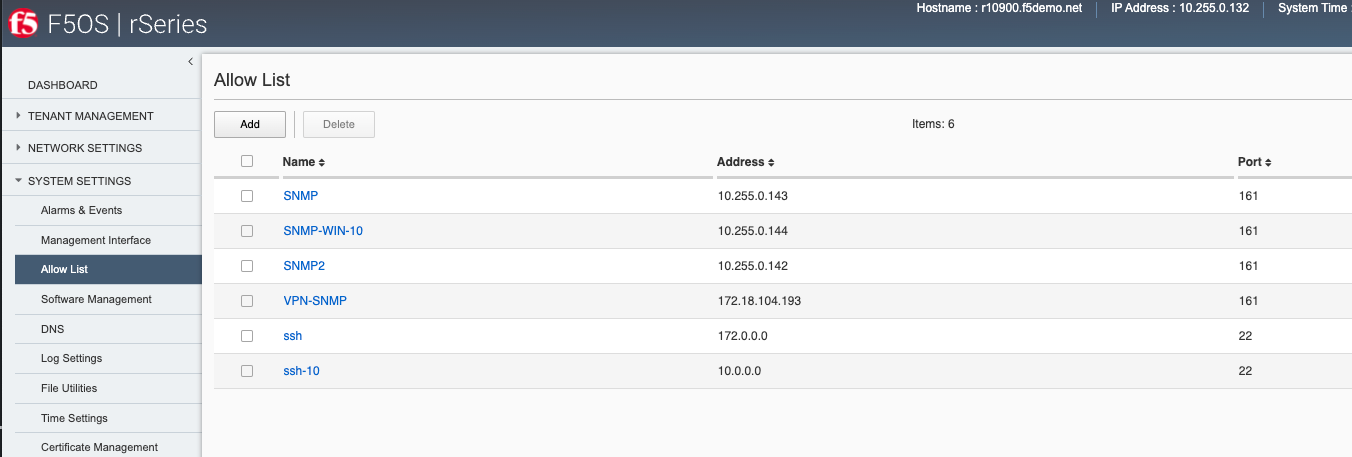 Hostname : r10900.f5demo.net IP Address : 10.255.0.132 System Time :
f5 F5OS | rSeries
DASHBOARD
TENANT MANAGEMENT
NETWORK SETTINGS
SYSTEM SETTINGS
Alarms & Events
Management Interface
Allow List
Software Management
DNS
Log Settings
File Utilities
Time Settings
Certificate Management
Allow List
Add Delete Items: 6
Name Address Port
SNMP 10.255.0.143 161
SNMP-WIN-10 10.255.0.144 161
SNMP2 10.255.0.142 161
VPN-SNMP 172.18.104.193 161
ssh 172.0.0.0 22
ssh-10 10.0.0.0 22